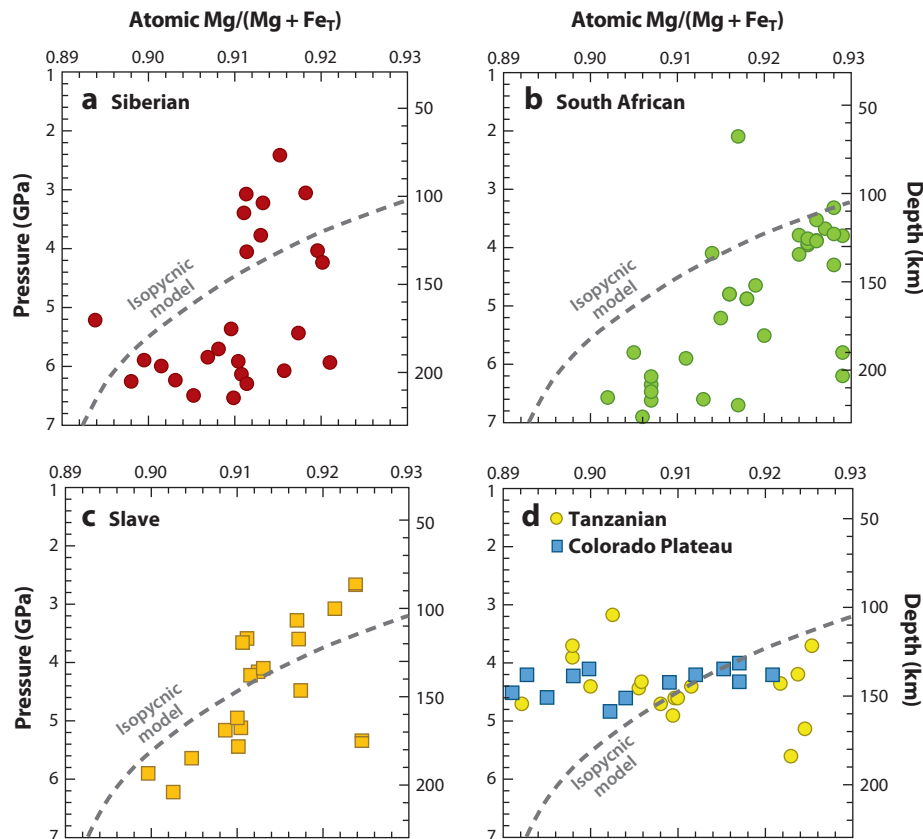 Atomic Mg/(Mg + FeT)
Atomic Mg/(Mg + FeT)
0.89 0.90 0.91 0.92 0.93
0.89 0.90 0.91 0.92 0.93
Pressure (GPa)
1
2
3
4
5
6
7
a Siberian
Isopycnic
model
50
100
150
200
1
2
3
4
5
6
7
b South African
Isopycnic
model
50
100
150
200
Depth (km)
0.89 0.90 0.91 0.92 0.93
0.89 0.90 0.91 0.92 0.93
Pressure (GPa)
1
2
3
4
5
6
7
c Slave
Isopycnic
model
50
100
150
200
1
2
3
4
5
6
7
d Tanzanian
Colorado Plateau
Isopycnic
model
50
100
150
200
Depth (km)